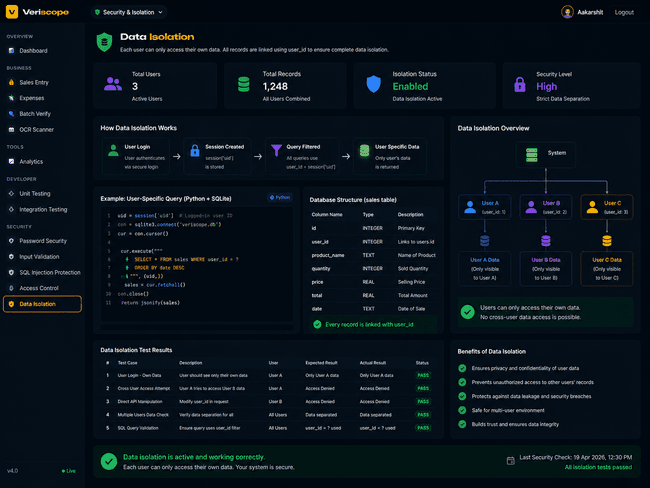 V Veriscope
Security & Isolation
Aakarshit
Logout
OVERVIEW
Dashboard
BUSINESS
Sales Entry
Expenses
Batch Verify
OCR Scanner
TOOLS
Analytics
DEVELOPER
Unit Testing
Integration Testing
SECURITY
Password Security
Input Validation
SQL Injection Protection
Access Control
Data Isolation
v4.0
Live
Data Isolation
Each user can only access their own data. All records are linked using user_id to ensure complete data isolation.
Total Users
3
Active Users
Total Records
1,248
All Users Combined
Isolation Status
Enabled
Data Isolation Active
Security Level
High
Strict Data Separation
How Data Isolation Works
User Login
User authenticates
via secure login
Session Created
session['uid']
is stored
Query Filtered
All queries use
user_id = session['uid']
User Specific Data
Only user's data
is returned
Example: User-Specific Query (Python + SQLite)
Python
1 uid = session['uid'] # Logged-in user ID
2 con = sqlite3.connect('veriscope.db')
3 cur = con.cursor()
4
5 cur.execute("""
6 SELECT * FROM sales WHERE user_id = ?
7 ORDER BY date DESC
8 """, (uid,))
9 sales = cur.fetchall()
10 con.close()
11 return jsonify(sales)
Database Structure (sales table)
Column Name Type Description
id INTEGER Primary Key
user_id INTEGER Links to users.id
product_name TEXT Name of Product
quantity INTEGER Sold Quantity
price REAL Selling Price
total REAL Total Amount
date TEXT Date of Sale
Every record is linked with user_id
Data Isolation Overview
System
User A
(user_id: 1)
User B
(user_id: 2)
User C
(user_id: 3)
User A Data
(Only visible
to User A)
User B Data
(Only visible
to User B)
User C Data
(Only visible
to User C)
Users can only access their own data.
No cross-user data access is possible.
Data Isolation Test Results
# Test Case Description User Expected Result Actual Result Status
1 User Login - Own Data User should see only their own data User A Only User A data Only User A data PASS
2 Cross User Access Attempt User A tries to access User B data User A Access Denied Access Denied PASS
3 Direct API Manipulation Modify user_id in request User B Access Denied Access Denied PASS
4 Multiple Users Data Check Verify data separation for all All Users Data separated Data separated PASS
5 SQL Query Validation Ensure query uses user_id filter All Users user_id = ? used user_id = ? used PASS
Benefits of Data Isolation
Ensures privacy and confidentiality of user data
Prevents unauthorized access to other users' records
Protects against data leakage and security breaches
Safe for multi-user environment
Builds trust and ensures data integrity
Data isolation is active and working correctly.
Each user can only access their own data. Your system is secure.
Last Security Check: 19 Apr 2026, 12:30 PM
All isolation tests passed